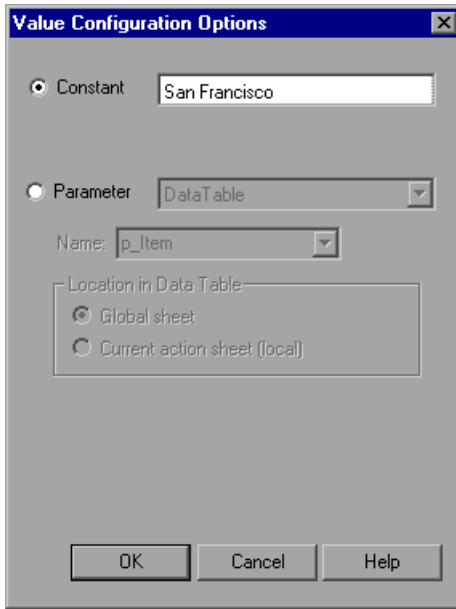 Value Configuration Options
Constant San Francisco
Parameter DataTable
Name: p_Item
Location in Data Table
Global sheet
Current action sheet (local)
OK Cancel Help